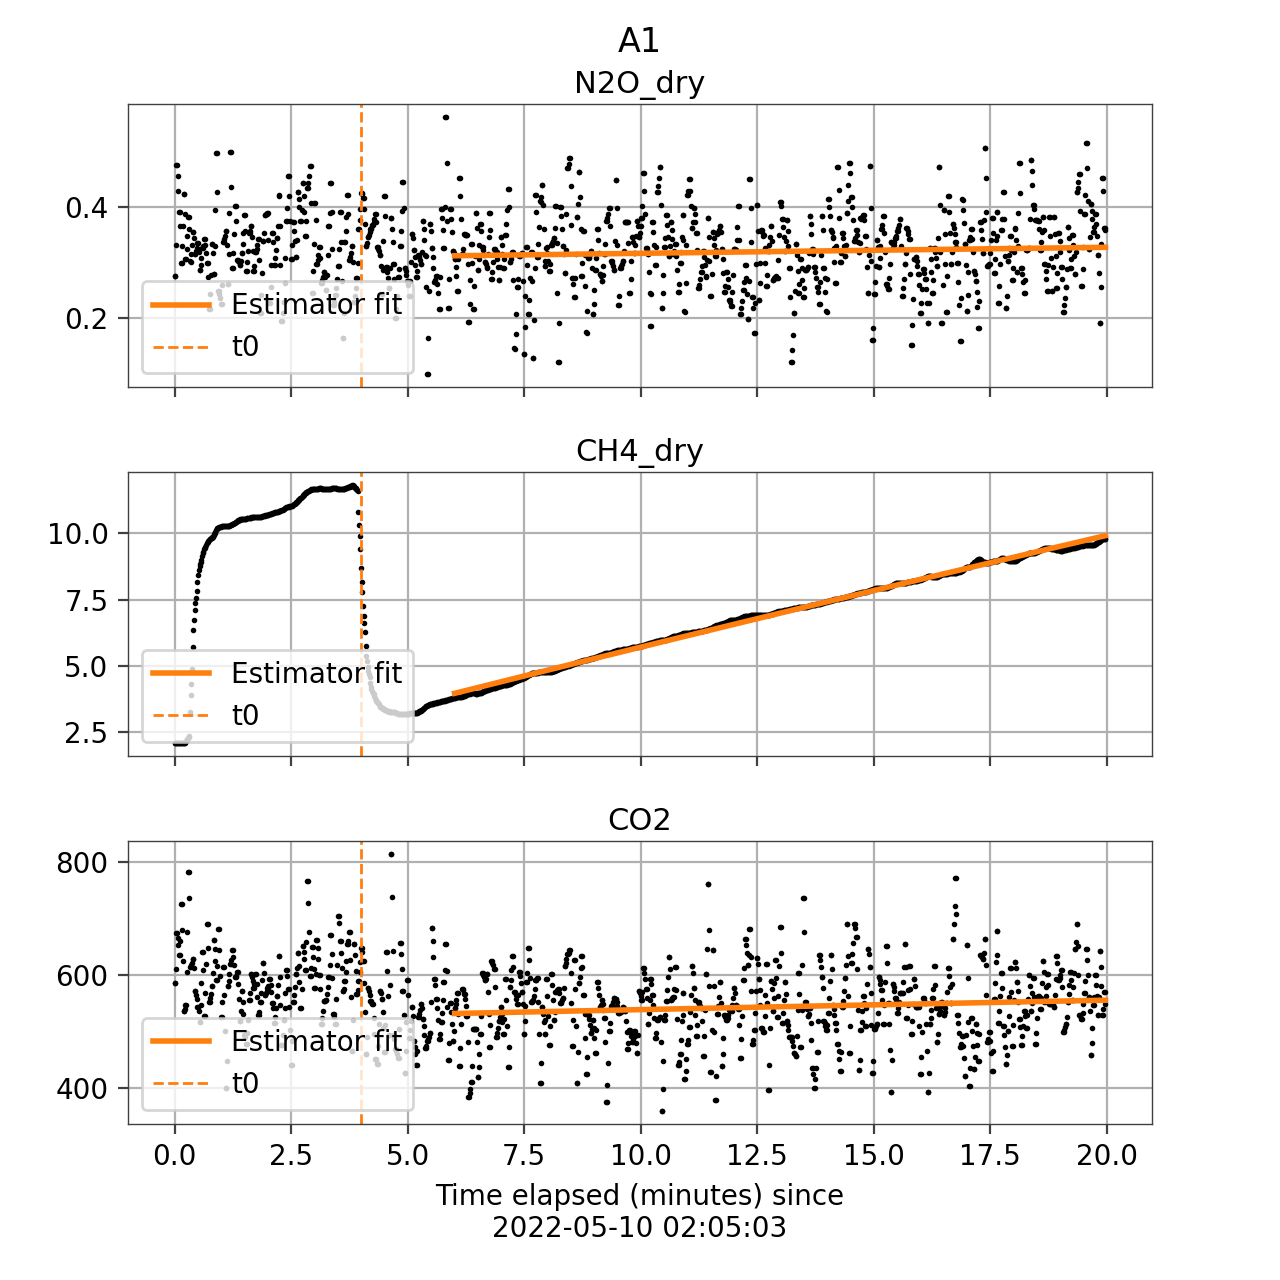 A1
N2O_dry
0.4
0.2
Estimator fit
t0
CH4_dry
10.0
7.5
5.0
2.5
Estimator fit
t0
CO2
800
600
400
Estimator fit
t0
0.0 2.5 5.0 7.5 10.0 12.5 15.0 17.5 20.0
Time elapsed (minutes) since
2022-05-10 02:05:03